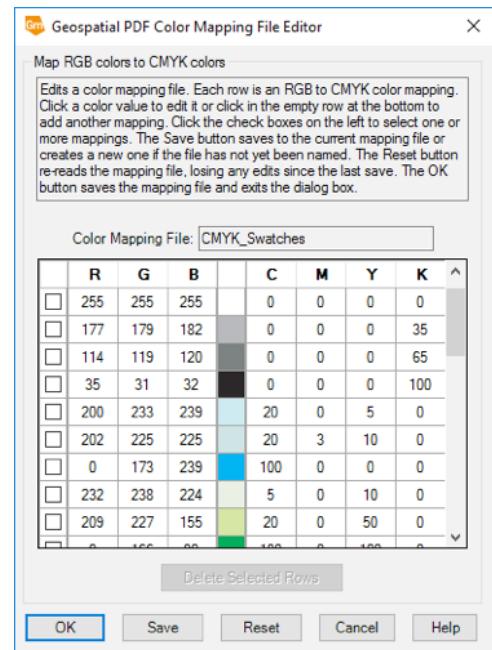 Gm Geospatial PDF Color Mapping File Editor
Map RGB colors to CMYK colors
Edits a color mapping file. Each row is an RGB to CMYK color mapping.
Click a color value to edit it or click in the empty row at the bottom to
add another mapping. Click the check boxes on the left to select one or
more mappings. The Save button saves to the current mapping file or
creates a new one if the file has not yet been named. The Reset button
re-reads the mapping file, losing any edits since the last save. The OK
button saves the mapping file and exits the dialog box.
Color Mapping File: CMYK_Swatches
R G B C M Y K
255 255 255 0 0 0 0
177 179 182 0 0 0 35
114 119 120 0 0 0 65
35 31 32 0 0 0 100
200 233 239 20 0 5 0
202 225 225 20 3 10 0
0 173 239 100 0 0 0
232 238 224 5 0 10 0
209 227 155 20 0 50 0
Delete Selected Rows
OK Save Reset Cancel Help